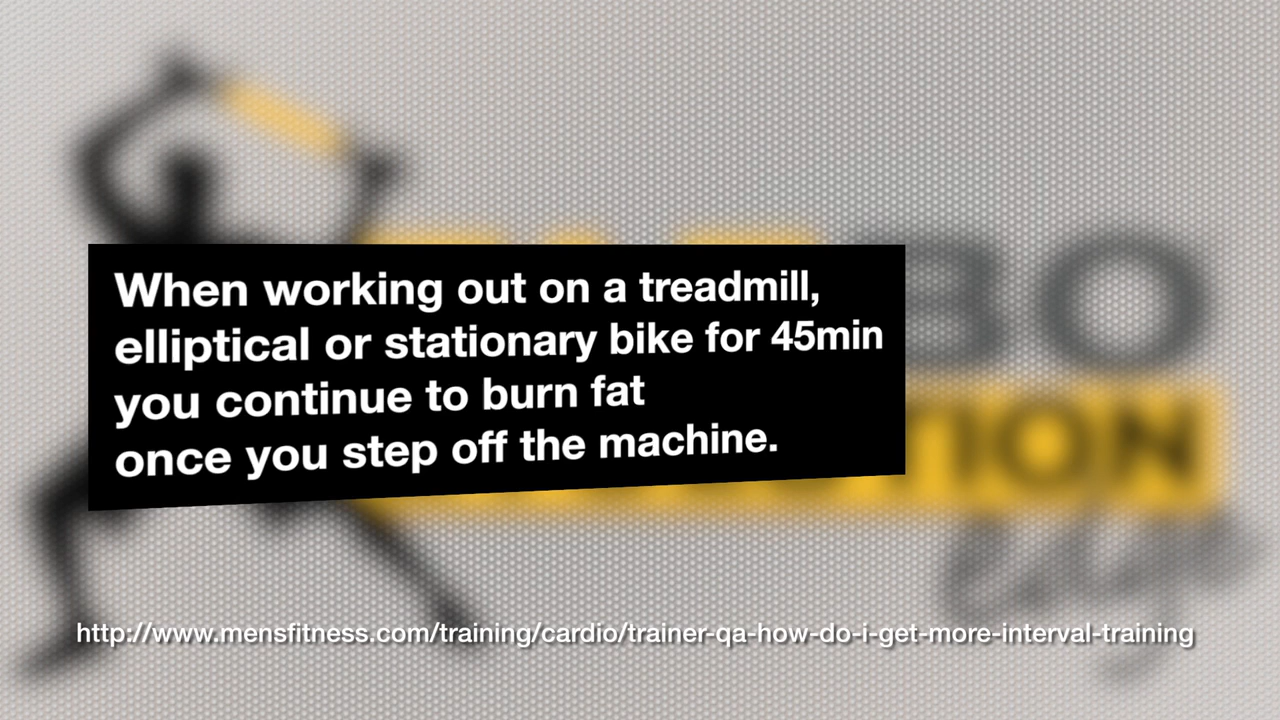 When working out on a treadmill,
elliptical or stationary bike for 45min
you continue to burn fat
once you step off the machine.
http://www.mensfitness.com/training/cardio/trainer-qa-how-do-i-get-more-interval-training